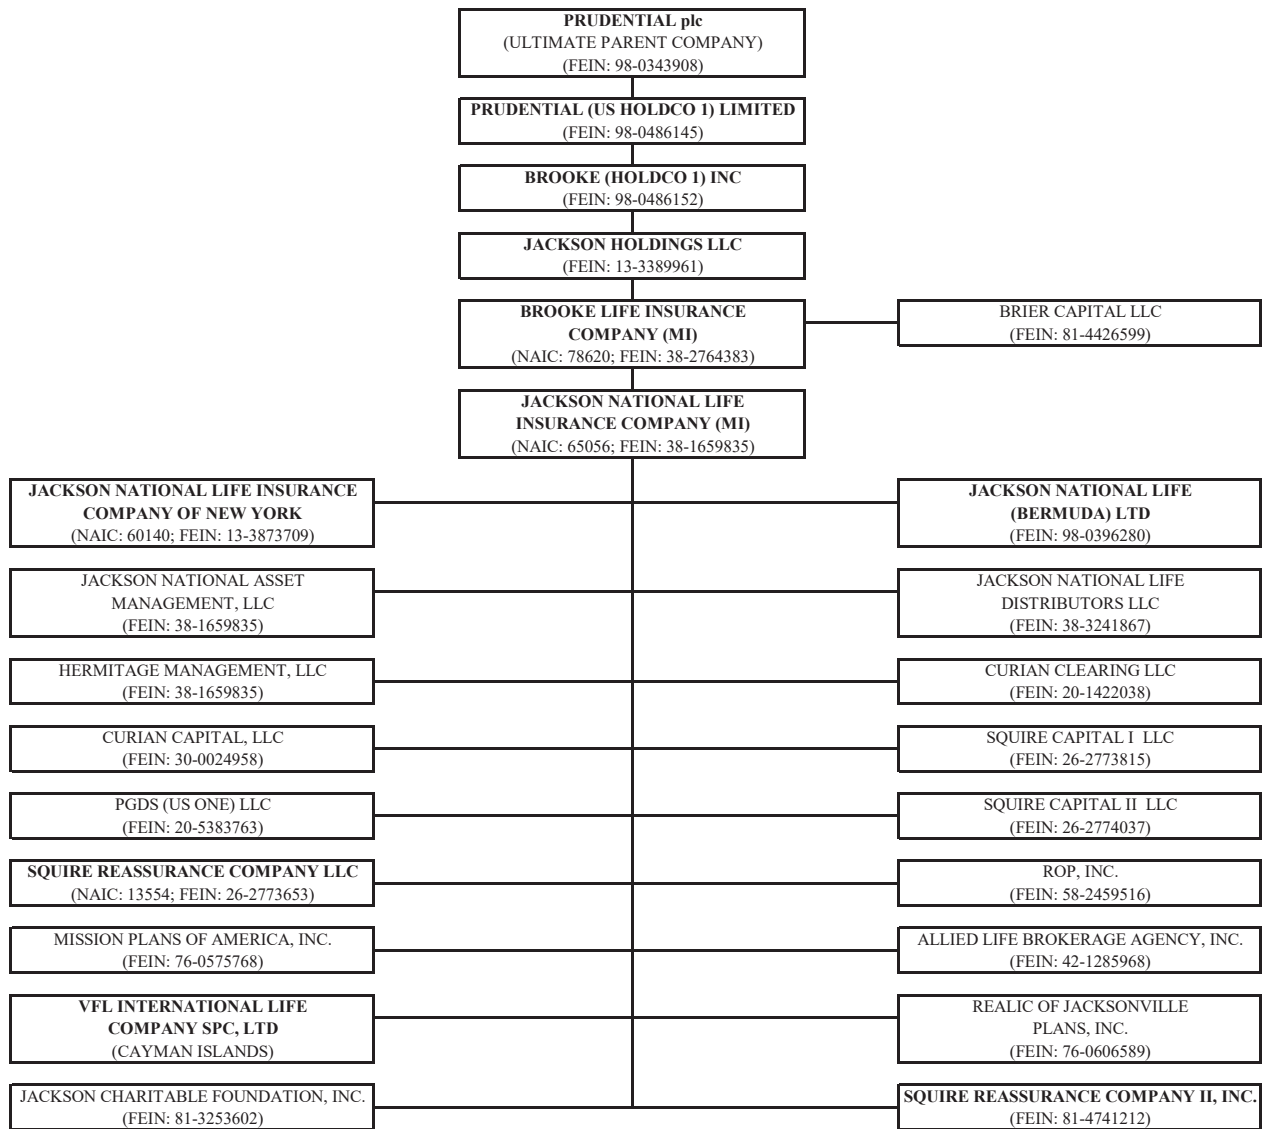 PRUDENTIAL plc
(ULTIMATE PARENT COMPANY)
(FEIN: 98-0343908)
PRUDENTIAL (US HOLDCO 1) LIMITED
(FEIN: 98-0486145)
BROOKE (HOLDCO 1) INC
(FEIN: 98-0486152)
JACKSON HOLDINGS LLC
(FEIN: 13-3389961)
BROOKE LIFE INSURANCE
COMPANY (MI)
(NAIC: 78620; FEIN: 38-2764383)
BRIER CAPITAL LLC
(FEIN: 81-4426599)
JACKSON NATIONAL LIFE
INSURANCE COMPANY (MI)
(NAIC: 65056; FEIN: 38-1659835)
JACKSON NATIONAL LIFE INSURANCE
COMPANY OF NEW YORK
(NAIC: 60140; FEIN: 13-3873709)
JACKSON NATIONAL LIFE
(BERMUDA) LTD
(FEIN: 98-0396280)
JACKSON NATIONAL ASSET
MANAGEMENT, LLC
(FEIN: 38-1659835)
JACKSON NATIONAL LIFE
DISTRIBUTORS LLC
(FEIN: 38-3241867)
HERMITAGE MANAGEMENT, LLC
(FEIN: 38-1659835)
CURIAN CLEARING LLC
(FEIN: 20-1422038)
CURIAN CAPITAL, LLC
(FEIN: 30-0024958)
SQUIRE CAPITAL I LLC
(FEIN: 26-2773815)
PGDS (US ONE) LLC
(FEIN: 20-5383763)
SQUIRE CAPITAL II LLC
(FEIN: 26-2774037)
SQUIRE REASSURANCE COMPANY LLC
(NAIC: 13554; FEIN: 26-2773653)
ROP, INC.
(FEIN: 58-2459516)
MISSION PLANS OF AMERICA, INC.
(FEIN: 76-0575768)
ALLIED LIFE BROKERAGE AGENCY, INC.
(FEIN: 42-1285968)
VFL INTERNATIONAL LIFE
COMPANY SPC, LTD
(CAYMAN ISLANDS)
REALIC OF JACKSONVILLE
PLANS, INC.
(FEIN: 76-0606589)
JACKSON CHARITABLE FOUNDATION, INC.
(FEIN: 81-3253602)
SQUIRE REASSURANCE COMPANY II, INC.
(FEIN: 81-4741212)